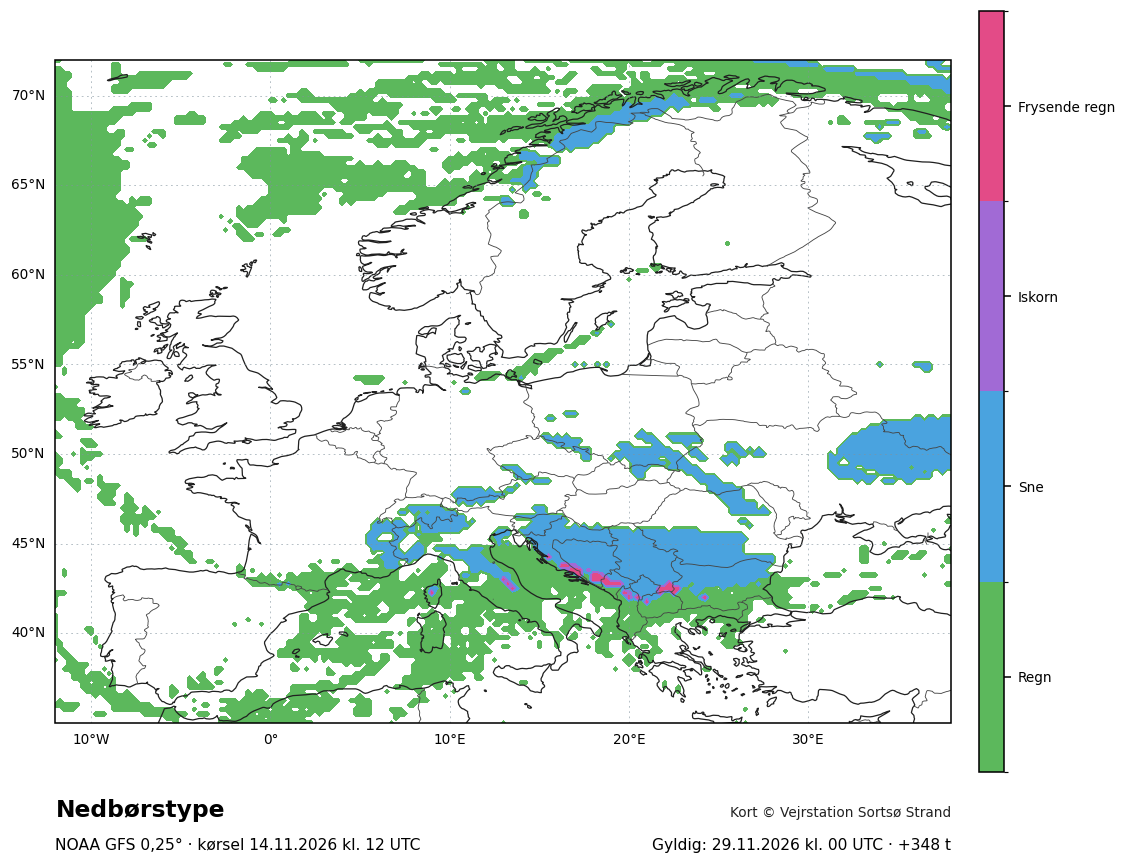 Frysende regn
Iskorn
Sne
Regn
70°N
65°N
60°N
55°N
50°N
45°N
40°N
10°W
0°
10°E
20°E
30°E
Nedbørstype
Kort © Vejrstation Sortsø Strand
NOAA GFS 0,25° · kørsel 14.11.2026 kl. 12 UTC
Gyldig: 29.11.2026 kl. 00 UTC · +348 t